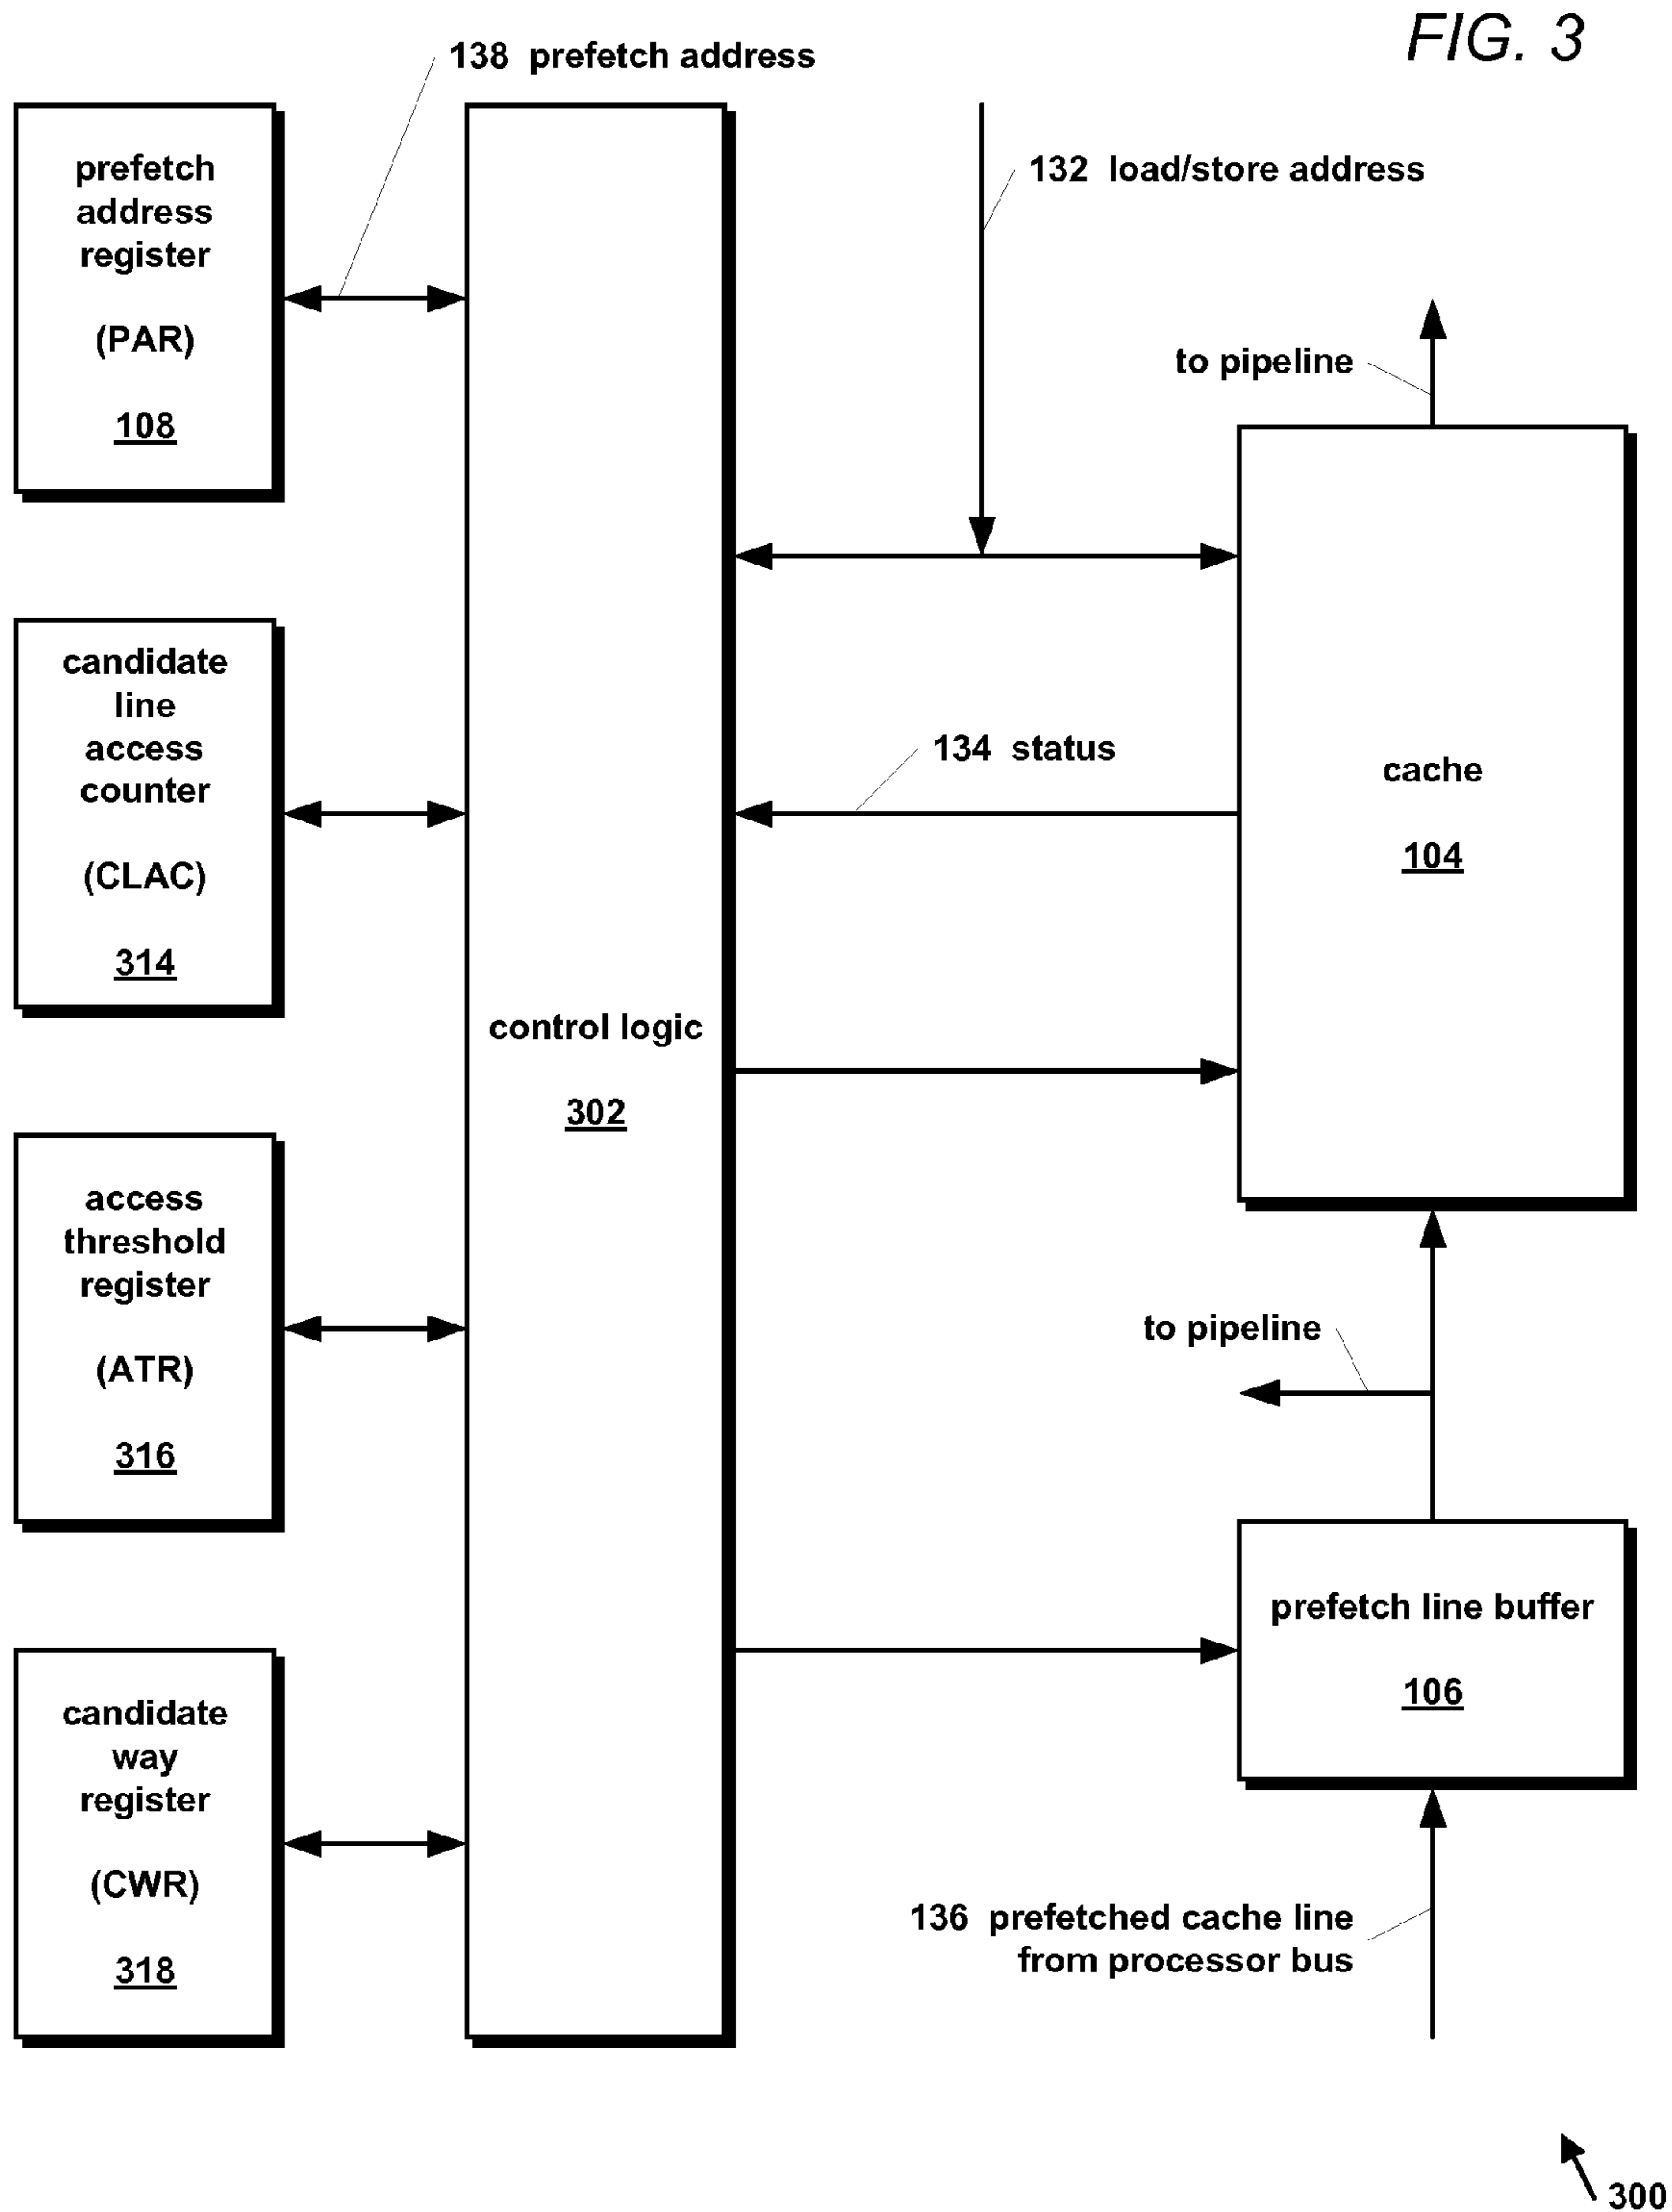 FIG. 3
138 prefetch address
prefetch
address
register
(PAR)
108
132 load/store address
to pipeline
candidate
line
access
counter
(CLAC)
314
134 status
cache
104
control logic
302
access
threshold
register
(ATR)
316
to pipeline
prefetch line buffer
106
candidate
way
register
(CWR)
318
136 prefetched cache line
from processor bus
300